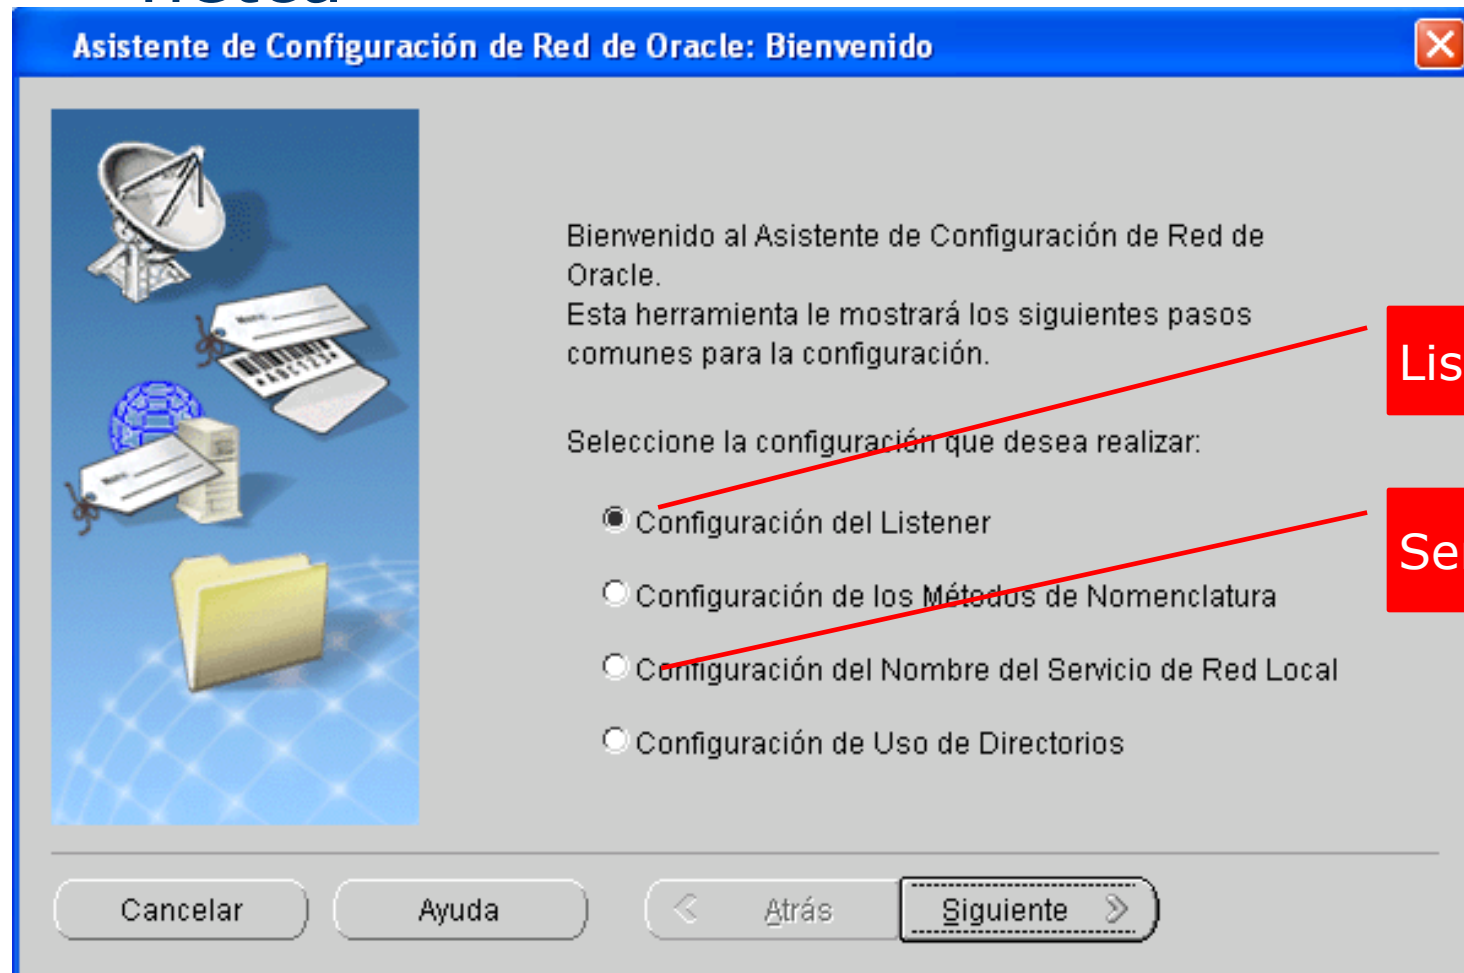 Asistente de Configuración de Red de Oracle: Bienvenido
Bienvenido al Asistente de Configuración de Red de
Oracle.
Esta herramienta le mostrará los siguientes pasos
comunes para la configuración.
Seleccione la configuración que desea realizar:
Configuración del Listener
Configuración de los Métodos de Nomenclatura
Configuración del Nombre del Servicio de Red Local
Configuración de Uso de Directorios
Lis
Se
Cancelar
Ayuda
Atrás
Siguiente